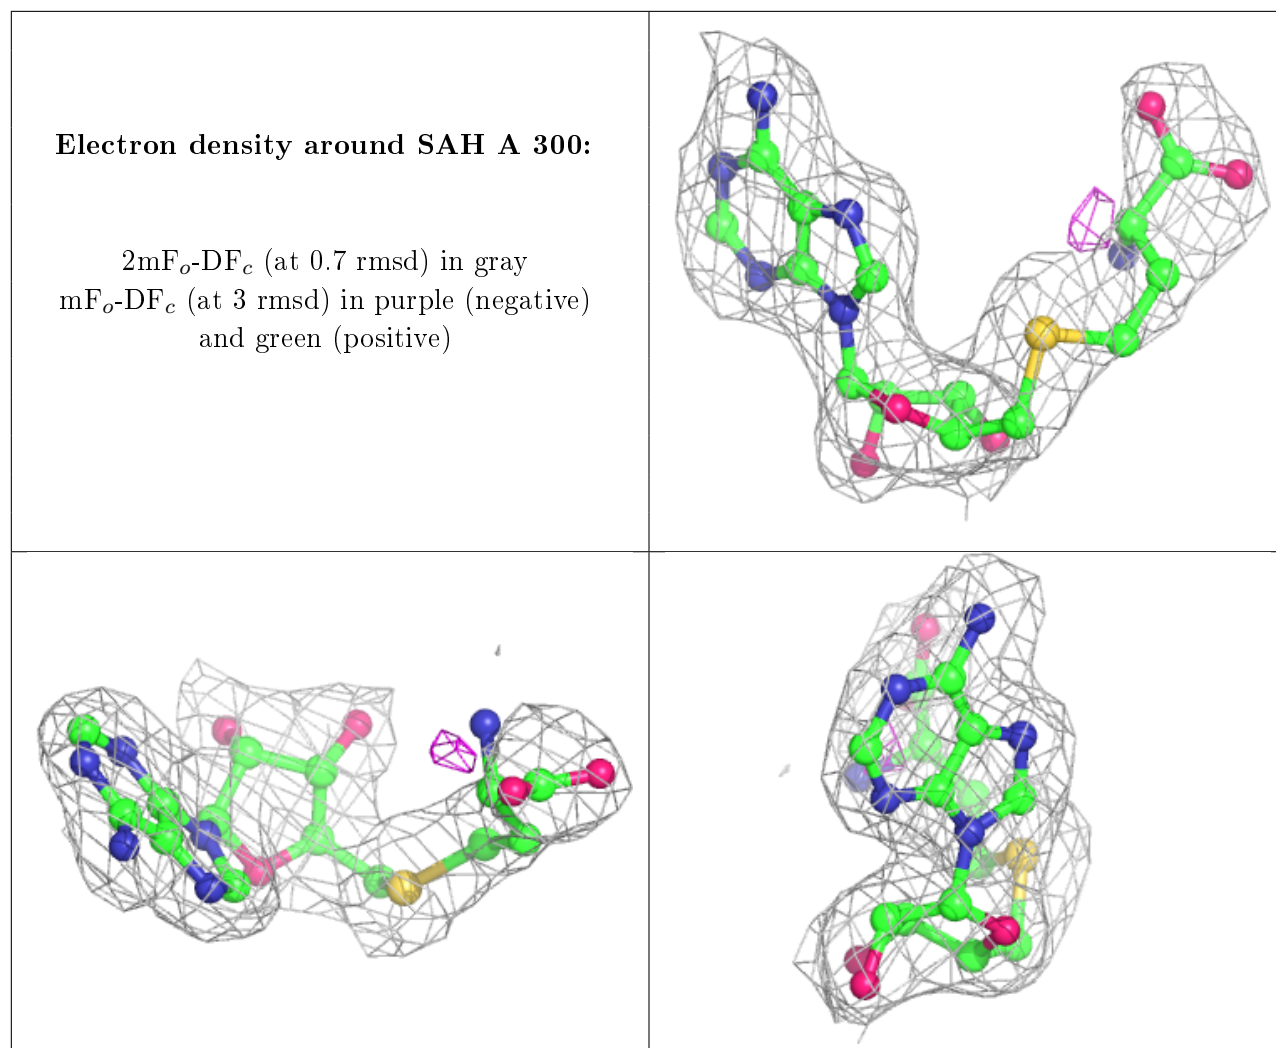 Electron density around SAH A 300:
2mFₒ-DF𝒸 (at 0.7 rmsd) in gray
mFₒ-DF𝒸 (at 3 rmsd) in purple (negative)
and green (positive)